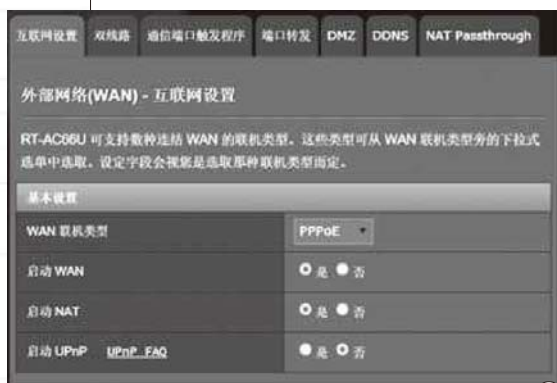 互联网设置 双线路 通信端口触发程序 端口转发 DMZ DDNS NAT Passthrough
外部网络(WAN) - 互联网设置
RT-AC66U 可支持数种连结 WAN 的联机类型。这些类型可从 WAN 联机类型旁的下拉式
选单中选取。设定字段会视您选取那种联机类型而定。
基本设置
WAN 联机类型 PPPoE
启动 WAN 是 否
启动 NAT 是 否
启动 UPnP UPnP FAQ 是 否